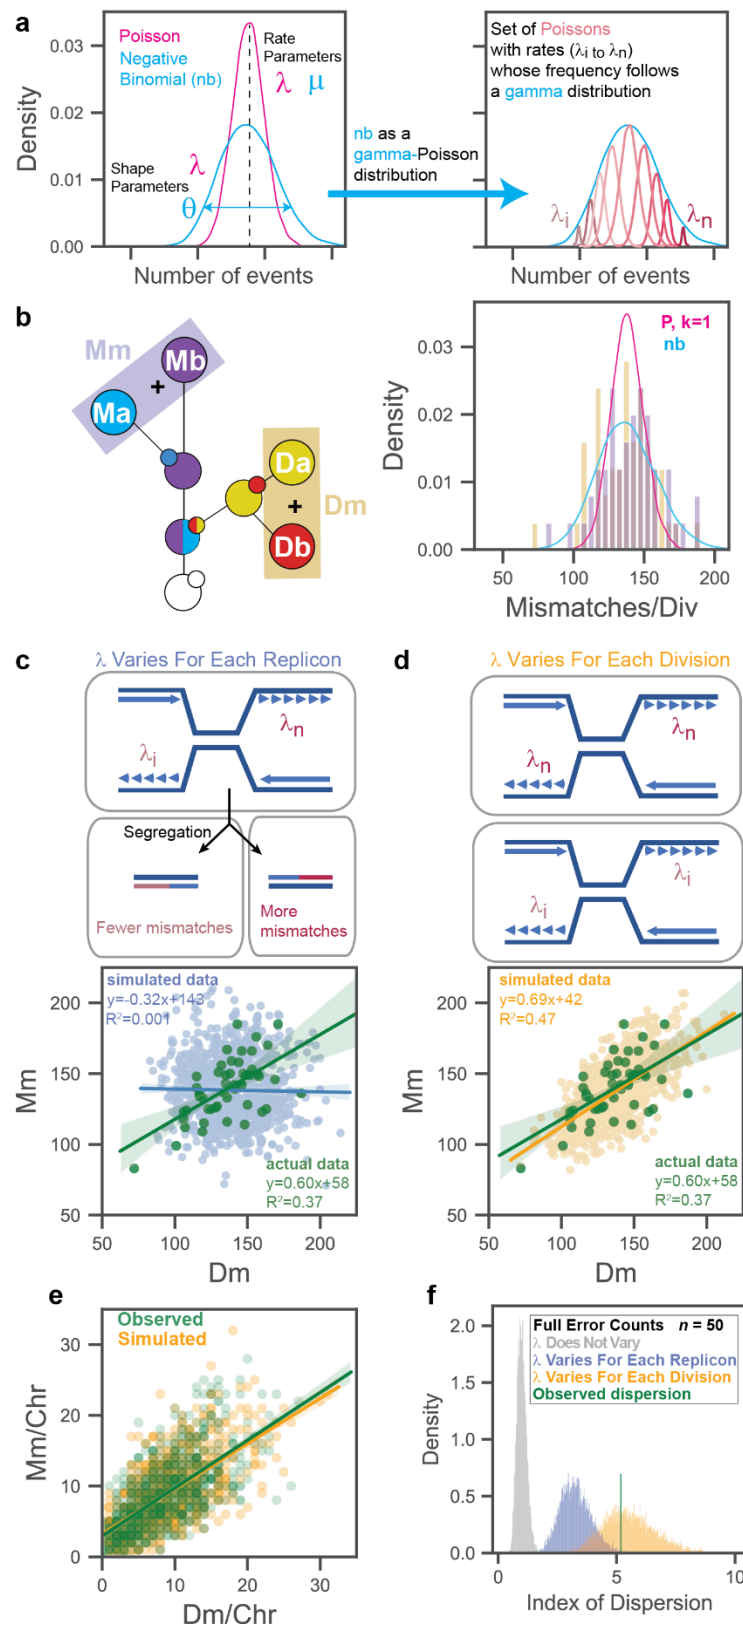 a
0.03
0.02
0.01
0.00
Density
Poisson
Negative
Binomial (nb)
Rate
Parameters
λ μ
Shape
Parameters
λ
θ
Number of events
nb as a
gamma-Poisson
distribution
Set of Poissons
with rates (λi to λn)
whose frequency follows
a gamma distribution
λi
λn
Number of events
b
Mm
Mb
+
Ma
Da
+
Dm
Db
P, k=1
nb
0.03
0.02
0.01
0.00
Density
50 100 150 200
Mismatches/Div
c
λ Varies For Each Replicon
λn
λi
Segregation
Fewer mismatches
More
mismatches
simulated data
y=-0.32x+143
R²=0.001
actual data
y=0.60x+58
R²=0.37
200
150
100
50
Mm
50 100 150 200
Dm
d
λ Varies For Each Division
λn
λn
λi
λi
simulated data
y=0.69x+42
R²=0.47
actual data
y=0.60x+58
R²=0.37
200
150
100
50
Mm
50 100 150 200
Dm
e
Observed
Simulated
30
20
10
0
Mm/Chr
0 10 20 30
Dm/Chr
f
Full Error Counts n = 50
λ Does Not Vary
λ Varies For Each Replicon
λ Varies For Each Division
Observed dispersion
2.0
1.5
1.0
0.5
0.0
Density
0 5 10
Index of Dispersion